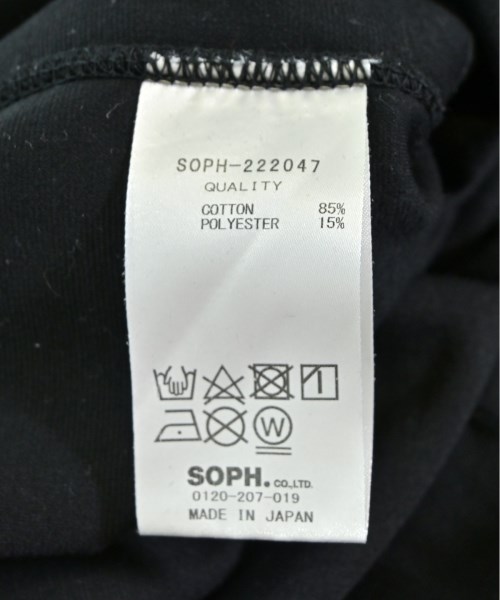 SOPH-222047
QUALITY
COTTON 85%
POLYESTER 15%
W
SOPH. CO.,LTD.
0120-207-019
MADE IN JAPAN